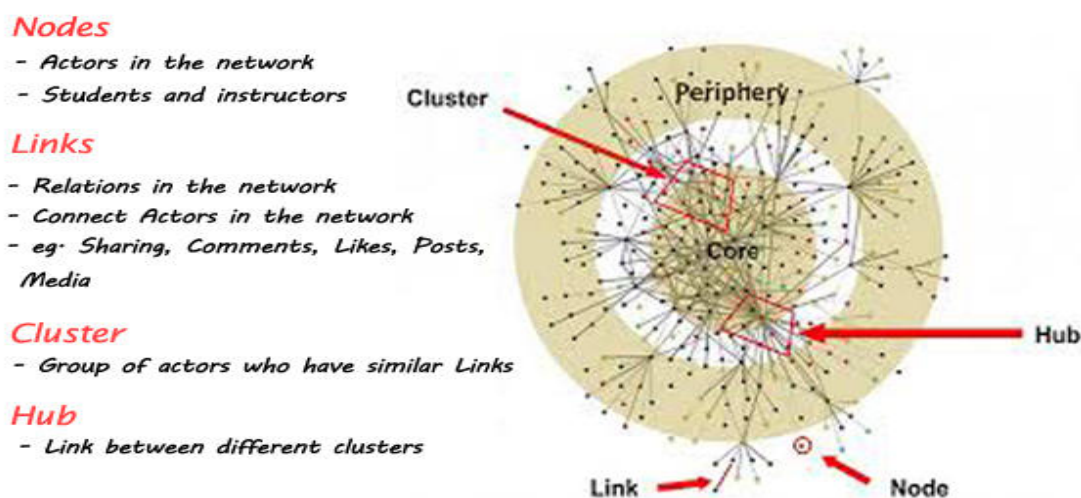 Nodes
- Actors in the network
- Students and instructors
Links
- Relations in the network
- Connect Actors in the network
- eg. Sharing, Comments, Likes, Posts,
Media
Cluster
- Group of actors who have similar Links
Hub
- Link between different clusters
Periphery
Cluster
Core
Hub
Link
Node